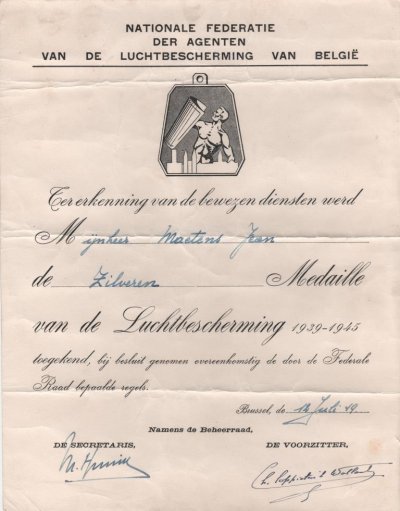 NATIONALE FEDERATIE
DER AGENTEN
VAN DE LUCHTBESCHERMING VAN BELGIË
Ter erkenning van de bewezen diensten werd
Mijnheer Maetens Jean
de Zilveren Medaille
van de Luchtbescherming 1939-1945
toegekend, bij besluit genomen overeenkomstig de door de Federale
Raad bepaalde regels.
Brussel, de 14 Juli 49
Namens de Beheerraad,
DE SECRETARIS, DE VOORZITTER,